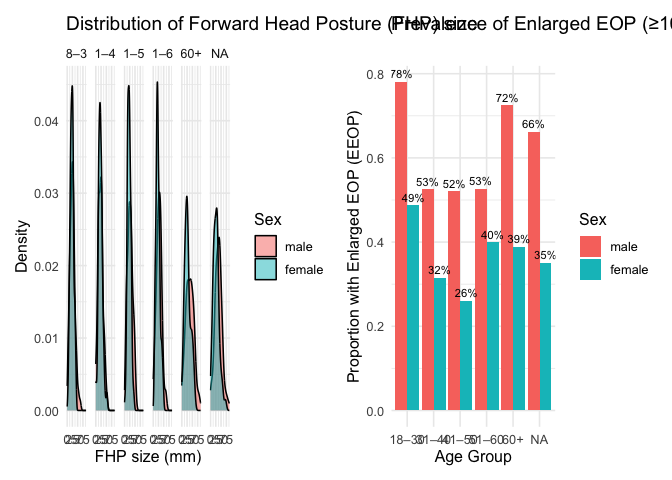 Distribution of Forward Head Posture (FHP) size
Prevalence of Enlarged EOP (≥10
8–3 1–4 1–5 1–6 60+ NA
Density
0.04
0.03
0.02
0.01
0.00
FHP size (mm)
Sex
male
female
Proportion with Enlarged EOP (EEOP)
0.8
0.6
0.4
0.2
0.0
78%
49%
53%
32%
52%
26%
53%
40%
72%
39%
66%
35%
18–30 31–40 41–50 51–60 60+ NA
Age Group
Sex
male
female